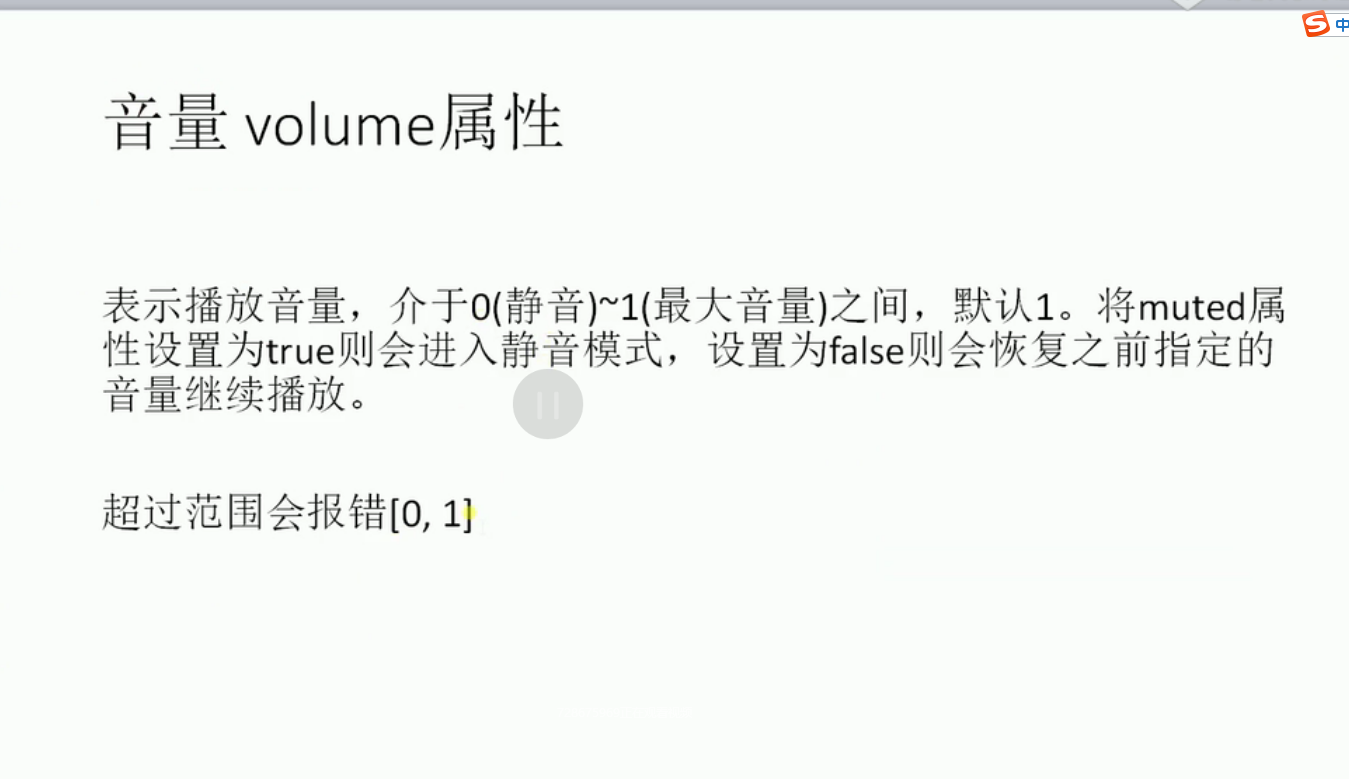 中
音量 volume属性
表示播放音量，介于0(静音)~1(最大音量)之间，默认1。将muted属
性设置为true则会进入静音模式，设置为false则会恢复之前指定的
音量继续播放。
超过范围会报错[0, 1]